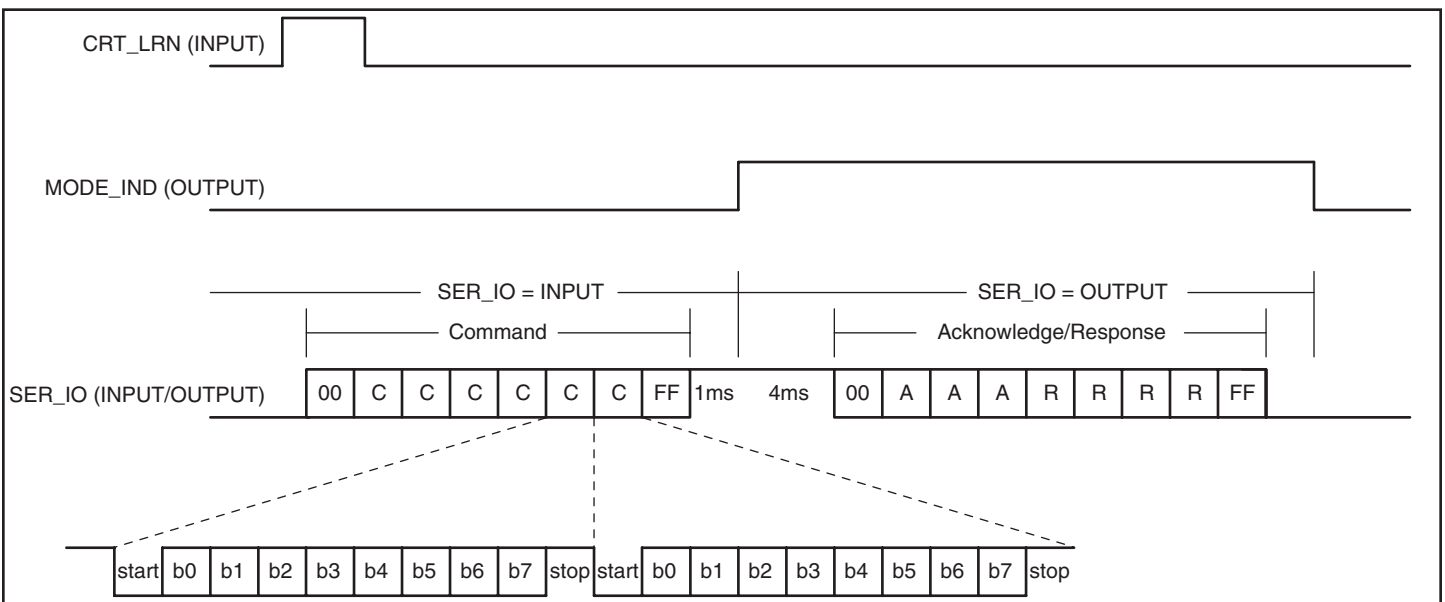 CRT_LRN (INPUT)
MODE_IND (OUTPUT)
SER_IO = INPUT SER_IO = OUTPUT
Command Acknowledge/Response
SER_IO (INPUT/OUTPUT) 00 C C C C C C FF 1ms 4ms 00 A A A R R R R FF
start b0 b1 b2 b3 b4 b5 b6 b7 stop start b0 b1 b2 b3 b4 b5 b6 b7 stop